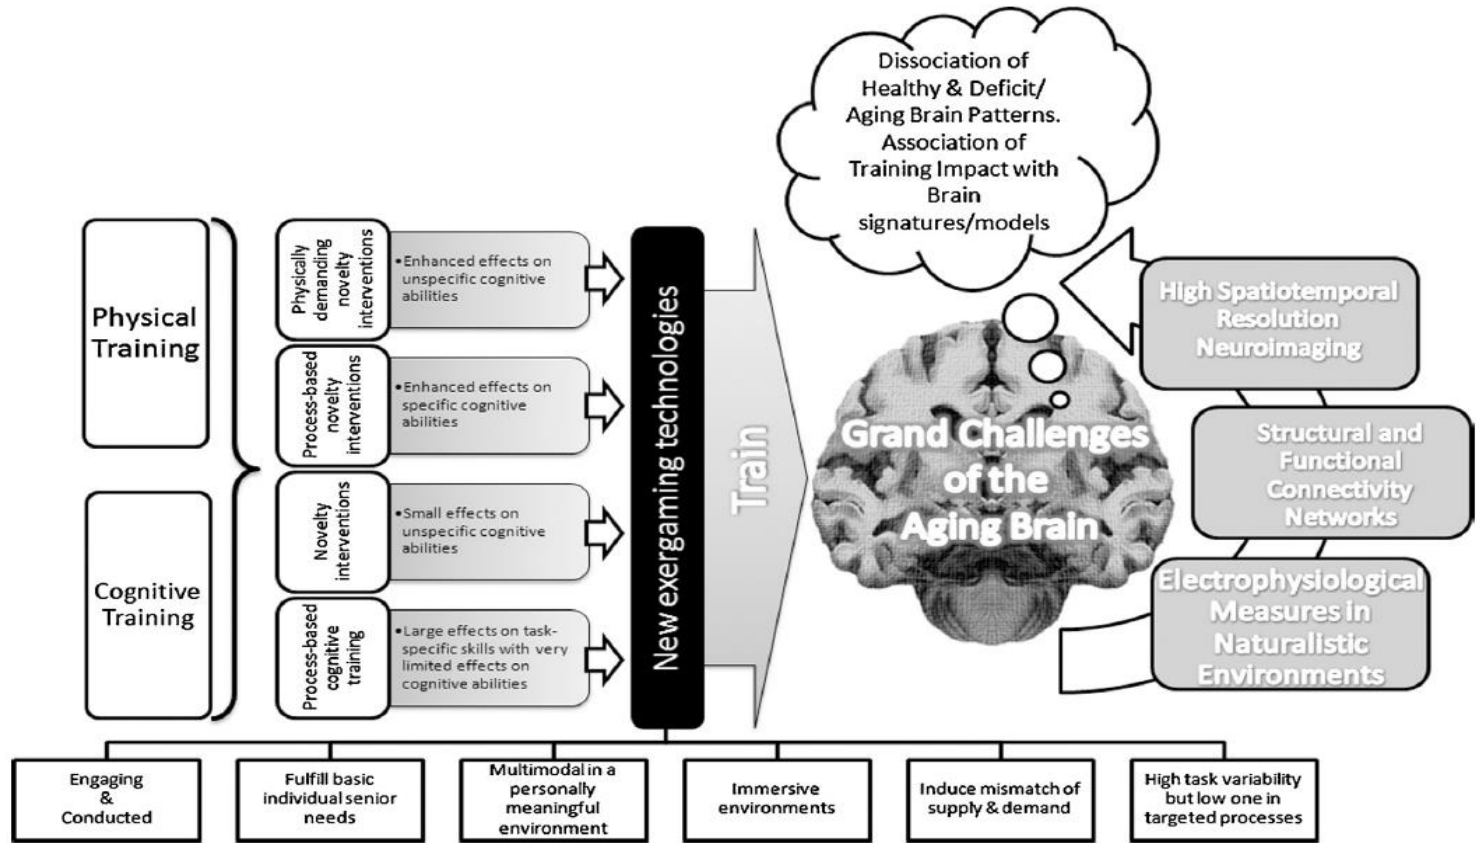 Dissociation of
Healthy & Deficit/
Aging Brain Patterns.
Association of
Training Impact with
Brain
signatures/models
Physical
Training
Cognitive
Training
Physically
demanding
novelty
interventions
•Enhanced effects on
unspecific cognitive
abilities
Process-based
novelty
interventions
•Enhanced effects on
specific cognitive
abilities
Novelty
interventions
•Small effects on
unspecific cognitive
abilities
Process-based
cognitive
training
•Large effects on task-
specific skills with very
limited effects on
cognitive abilities
New exergaming technologies
Train
Grand Challenges
of the
Aging Brain
High Spatiotemporal
Resolution
Neuroimaging
Structural and
Functional
Connectivity
Networks
Electrophysiological
Measures in
Naturalistic
Environments
Engaging
&
Conducted
Fulfill basic
individual senior
needs
Multimodal in a
personally
meaningful
environment
Immersive
environments
Induce mismatch of
supply & demand
High task variability
but low one in
targeted processes